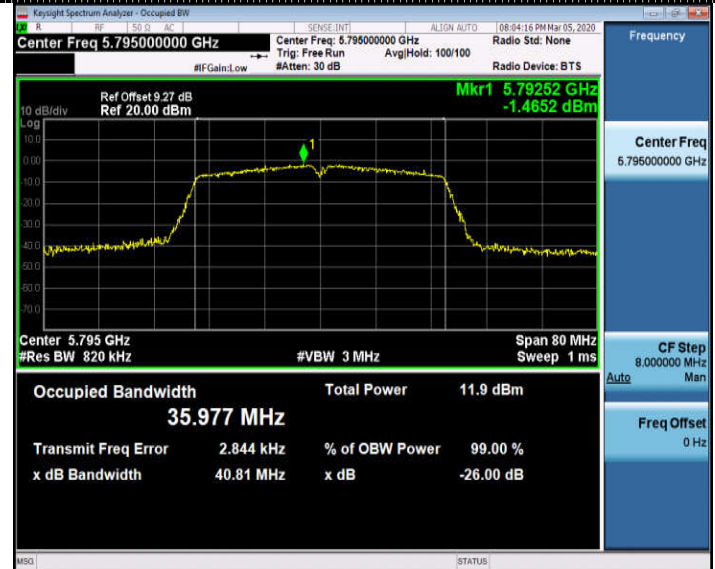 Keysight Spectrum Analyzer - Occupied BW
LXI R RF 50 Ω AC SENSE:INT ALIGN AUTO 08:04:16 PM Mar 05, 2020
Center Freq 5.795000000 GHz
Center Freq: 5.795000000 GHz
Radio Std: None
Trig: Free Run Avg|Hold: 100/100
#IFGain:Low
#Atten: 30 dB
Radio Device: BTS
Frequency
Ref Offset 9.27 dB
Mkr1 5.79252 GHz
10 dB/div Ref 20.00 dBm
-1.4652 dBm
Log
10.0
0.00
-10.0
-20.0
-30.0
-40.0
-50.0
-60.0
-70.0
1
Center Freq
5.795000000 GHz
Center 5.795 GHz
Span 80 MHz
#Res BW 820 kHz
#VBW 3 MHz
Sweep 1 ms
CF Step
8.000000 MHz
Auto Man
Occupied Bandwidth
Total Power 11.9 dBm
35.977 MHz
Freq Offset
0 Hz
Transmit Freq Error 2.844 kHz
% of OBW Power 99.00 %
x dB Bandwidth 40.81 MHz
x dB -26.00 dB
MSG
STATUS